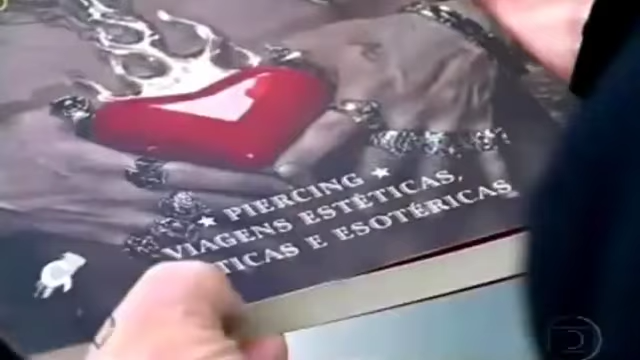 ★ PIERCING ★
VIAGENS ESTÉTICAS,
TICAS E ESOTÉRICAS